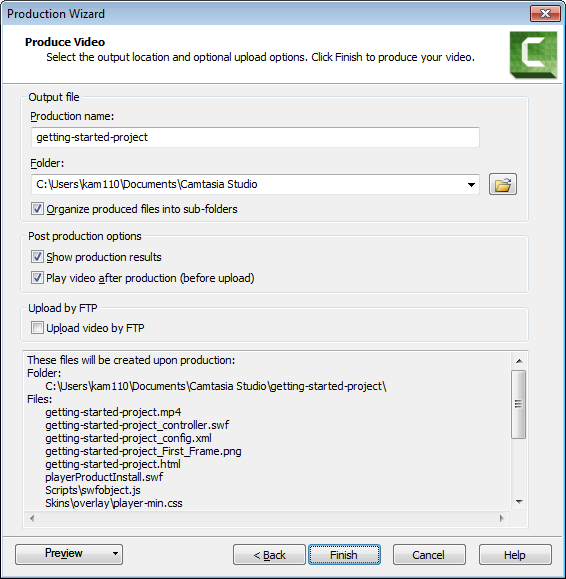 Production Wizard
Produce Video
Select the output location and optional upload options. Click Finish to produce your video.
Output file
Production name:
getting-started-project
Folder:
C:\Users\kam110\Documents\Camtasia Studio
Organize produced files into sub-folders
Post production options
Show production results
Play video after production (before upload)
Upload by FTP
Upload video by FTP
These files will be created upon production:
Folder:
C:\Users\kam110\Documents\Camtasia Studio\getting-started-project\
Files:
getting-started-project.mp4
getting-started-project_controller.swf
getting-started-project_config.xml
getting-started-project_First_Frame.png
getting-started-project.html
playerProductInstall.swf
Scripts\swfobject.js
Skins\overlay\player-min.css
Preview < Back Finish Cancel Help